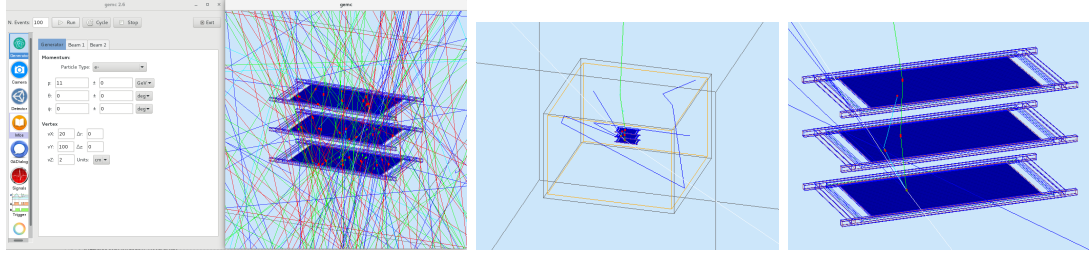 gemc 2.6
gemc
N. Events: 100 Run Cycle Stop Exit
Generator Beam 1 Beam 2
Generator
Momentum:
Particle Type e-
Camera
p: 11 ± 0 GeV
θ: 0 ± 0 deg
Detector
φ: 0 ± 0 deg
Infos
Vertex
vX: 20 Δr: 0
vY: 100 Δz: 0
G4Dialog
vZ: 2 Units: cm
Signals
Trigger